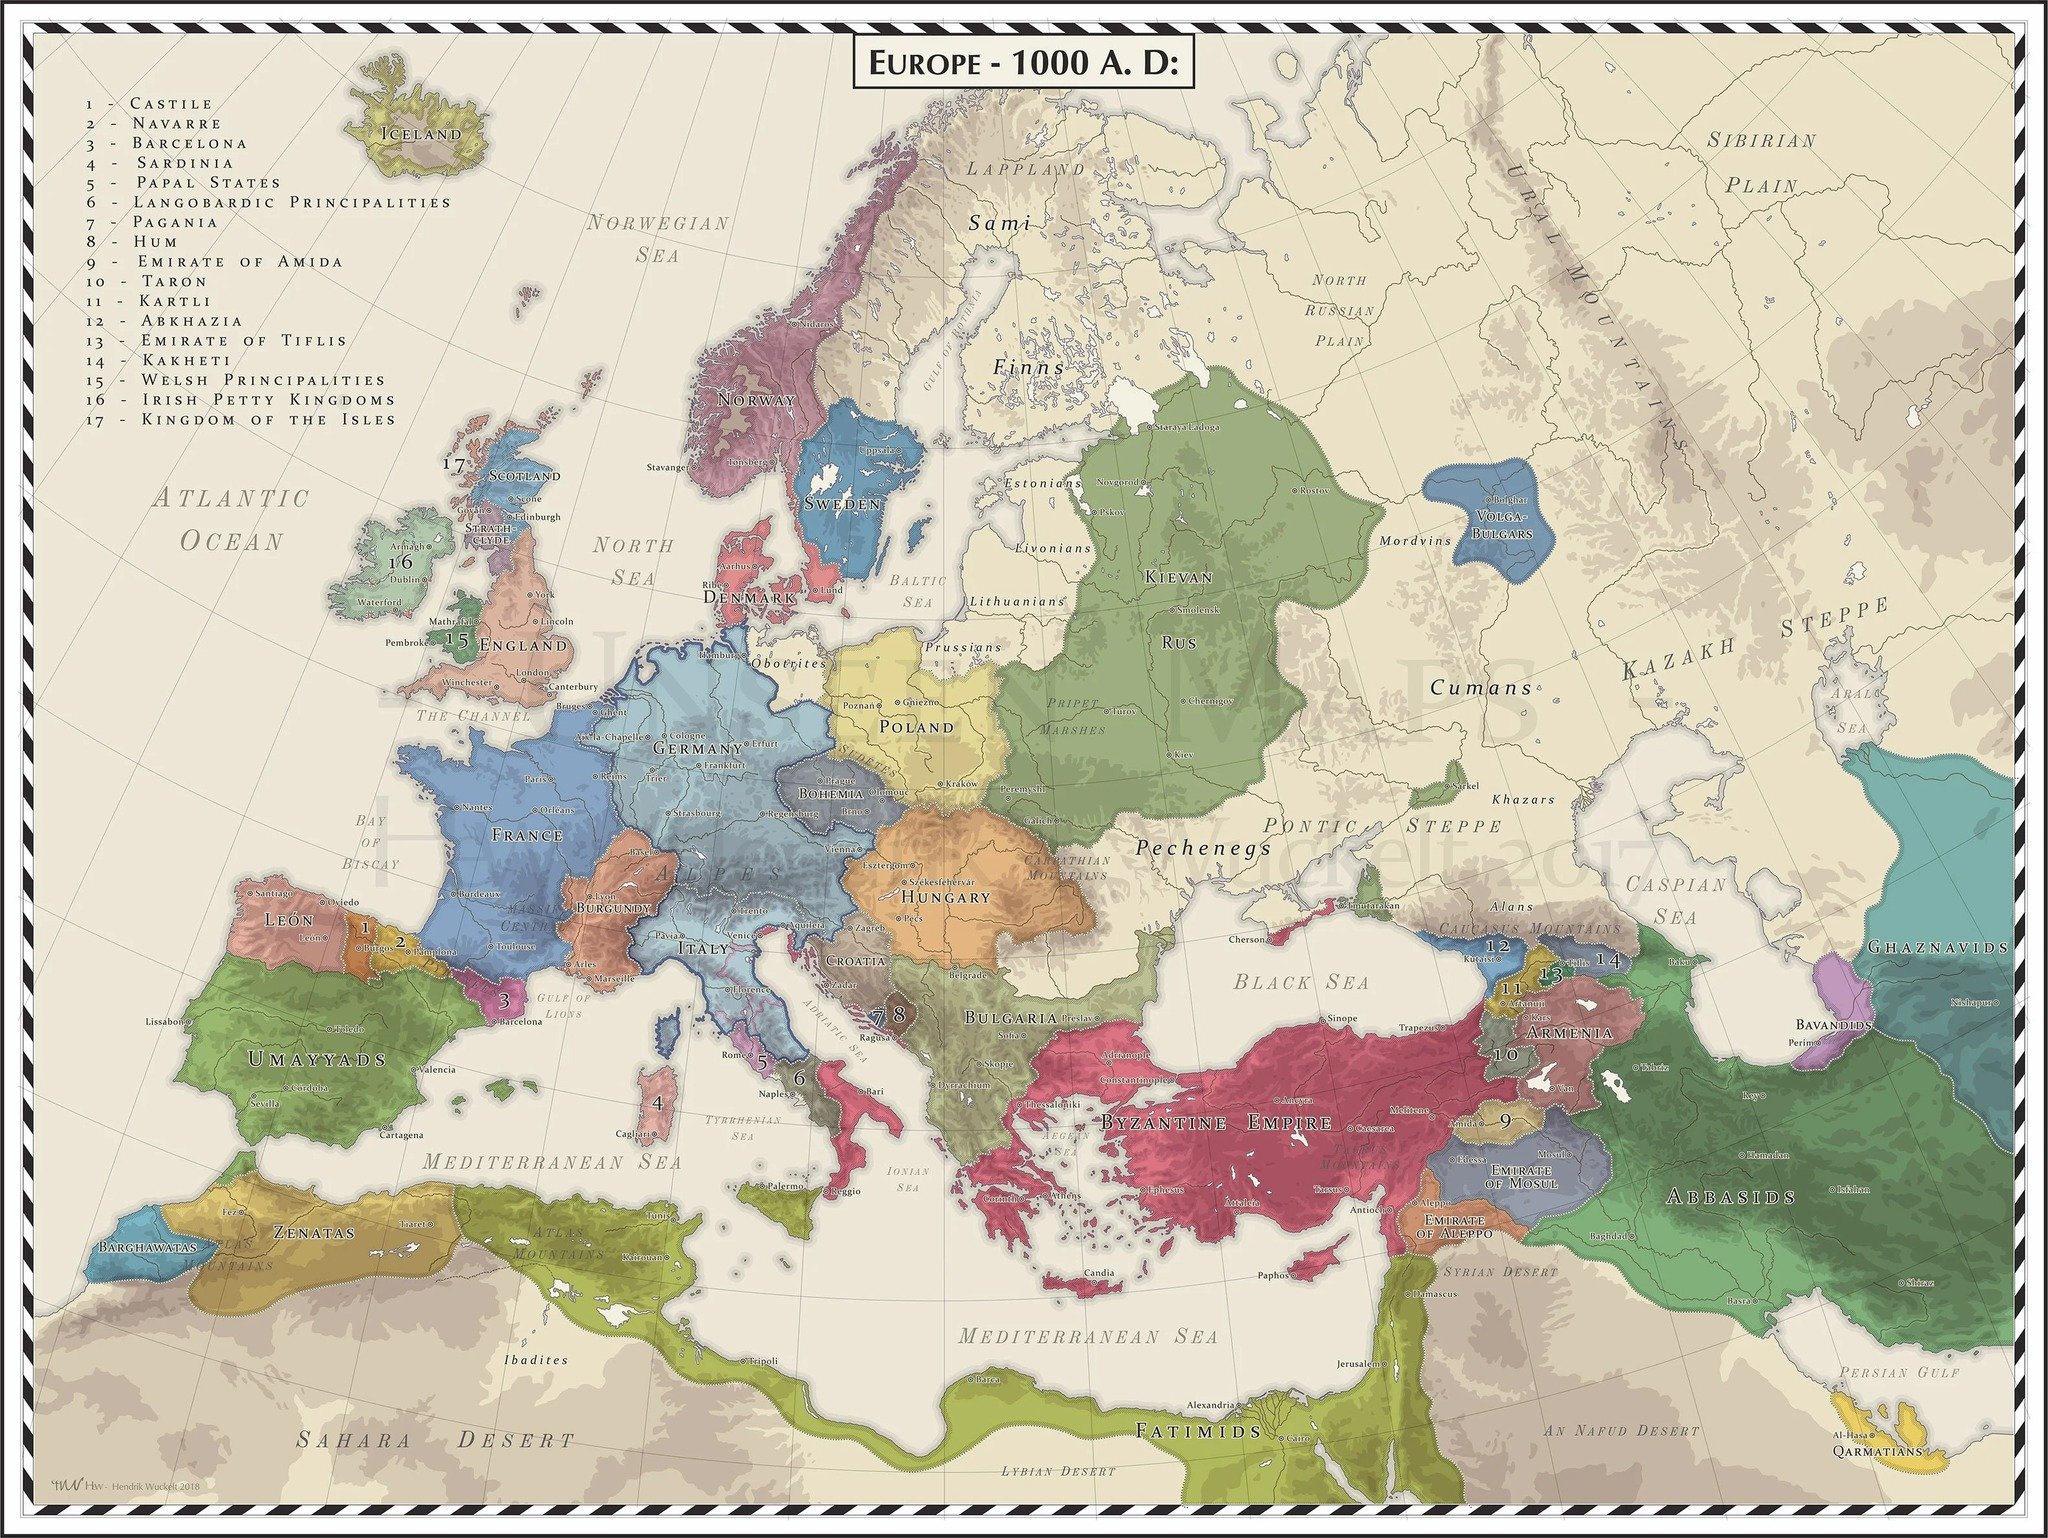 EUROPE - 1000 A. D:
1 - CASTILE
2 - NAVARRE
3 - BARCELONA
4 - SARDINIA
5 - PAPAL STATES
6 - LANGOBARDIC PRINCIPALITIES
7 - PAGANIA
8 - HUM
9 - EMIRATE OF AMIDA
10 - TARON
11 - KARTLI
12 - ABKHAZIA
13 - EMIRATE OF TIFLIS
14 - KAKHETI
15 - WELSH PRINCIPALITIES
16 - IRISH PETTY KINGDOMS
17 - KINGDOM OF THE ISLES
ICELAND
NORWEGIAN
SEA
LAPPLAND
Sami
SIBIRIAN
PLAIN
URAL MOUNTAINS
NORTH
RUSSIAN
PLAIN
GULF OF BOTHNIA
Finns
Nidaros
NORWAY
Stavanger
Tønsberg
Uppsala
SWEDEN
Staraya Ladoga
Novgorod
Pskov
Rostov
Estonians
Livonians
Lithuanians
Mordvins
Bolghar
VOLGA-
BULGARS
ATLANTIC
OCEAN
NORTH
SEA
BALTIC
SEA
17
SCOTLAND
Scone
Govan
Edinburgh
STRATH-
CLYDE
Armagh
16
Dublin
Waterford
York
Lincoln
Mathrafal
15
Pembroke
ENGLAND
London
Winchester
Canterbury
THE CHANNEL
Aarhus
Ribe
DENMARK
Lund
KIEVAN
RUS
Smolensk
Chernigov
Turov
PRIPET
MARSHES
Kiev
Peremyshl
Galich
Cumans
KAZAKH STEPPE
ARAL
SEA
Hamburg
Obotrites
Prussians
Bruges
Ghent
Aix-la-Chapelle
Cologne
GERMANY
Erfurt
Frankfurt
Trier
Strasbourg
Regensburg
Poznań
Gniezno
POLAND
SUDETES
Kraków
Prague
BOHEMIA
Olomouc
Brno
Vienna
Paris
Reims
Nantes
Orléans
FRANCE
BAY
OF
BISCAY
Bordeaux
MASSIF
CENTRAL
Toulouse
Basel
Lyon
BURGUNDY
Arles
Marseille
ALPES
Trento
Pavia
Venice
Aquileia
ITALY
Florence
Esztergom
Székesfehérvár
HUNGARY
Pécs
CARPATHIAN
MOUNTAINS
Zagreb
CROATIA
Zadar
Belgrade
Pechenegs
PONTIC STEPPE
Sarkel
Khazars
Tmutarakan
Cherson
Alans
CAUCASUS MOUNTAINS
CASPIAN
SEA
GHAZNAVIDS
Nishapur
Santiago
Oviedo
LEÓN
León
1
Burgos
2
Pamplona
3
Barcelona
GULF OF
LIONS
Lissabon
Toledo
UMAYYADS
Valencia
Córdoba
Sevilla
Cartagena
4
Cagliari
Rome
5
6
Naples
Bari
TYRRHENIAN
SEA
ADRIATIC SEA
7
8
Ragusa
BULGARIA
Preslav
Sofia
Skopje
Dyrrachium
Thessaloniki
BLACK SEA
Sinope
Trapezus
Adrianople
Constantinople
BYZANTINE EMPIRE
Ancyra
Caesarea
Melitene
TAURUS
MOUNTAINS
Tarsus
Attaleia
Ephesus
AEGEAN
SEA
Athens
Corinth
IONIAN
SEA
Reggio
Palermo
Candia
Paphos
Antioch
12
Kutaisi
Tiflis
14
13
11
Artanuji
Kars
ARMENIA
10
Van
Baku
Tabriz
BAVANDIDS
Perim
Rey
9
Amida
Edessa
Mosul
EMIRATE
OF MOSUL
Aleppo
EMIRATE
OF ALEPPO
ABBASIDS
Hamadan
Isfahan
Baghdad
Basra
Shiraz
MEDITERRANEAN SEA
BARGHAWATAS
Fez
ZENATAS
Tiaret
ATLAS
MOUNTAINS
ATLAS
MOUNTAINS
Tunis
Kairouan
Ibadites
Tripoli
MEDITERRANEAN SEA
Barca
Alexandria
FATIMIDS
Cairo
Jerusalem
Damascus
SYRIAN DESERT
AN NAFUD DESERT
PERSIAN GULF
Al-Hasa
QARMATIANS
SAHARA DESERT
LYBIAN DESERT
HW - Hendrik Wuckelt 2018